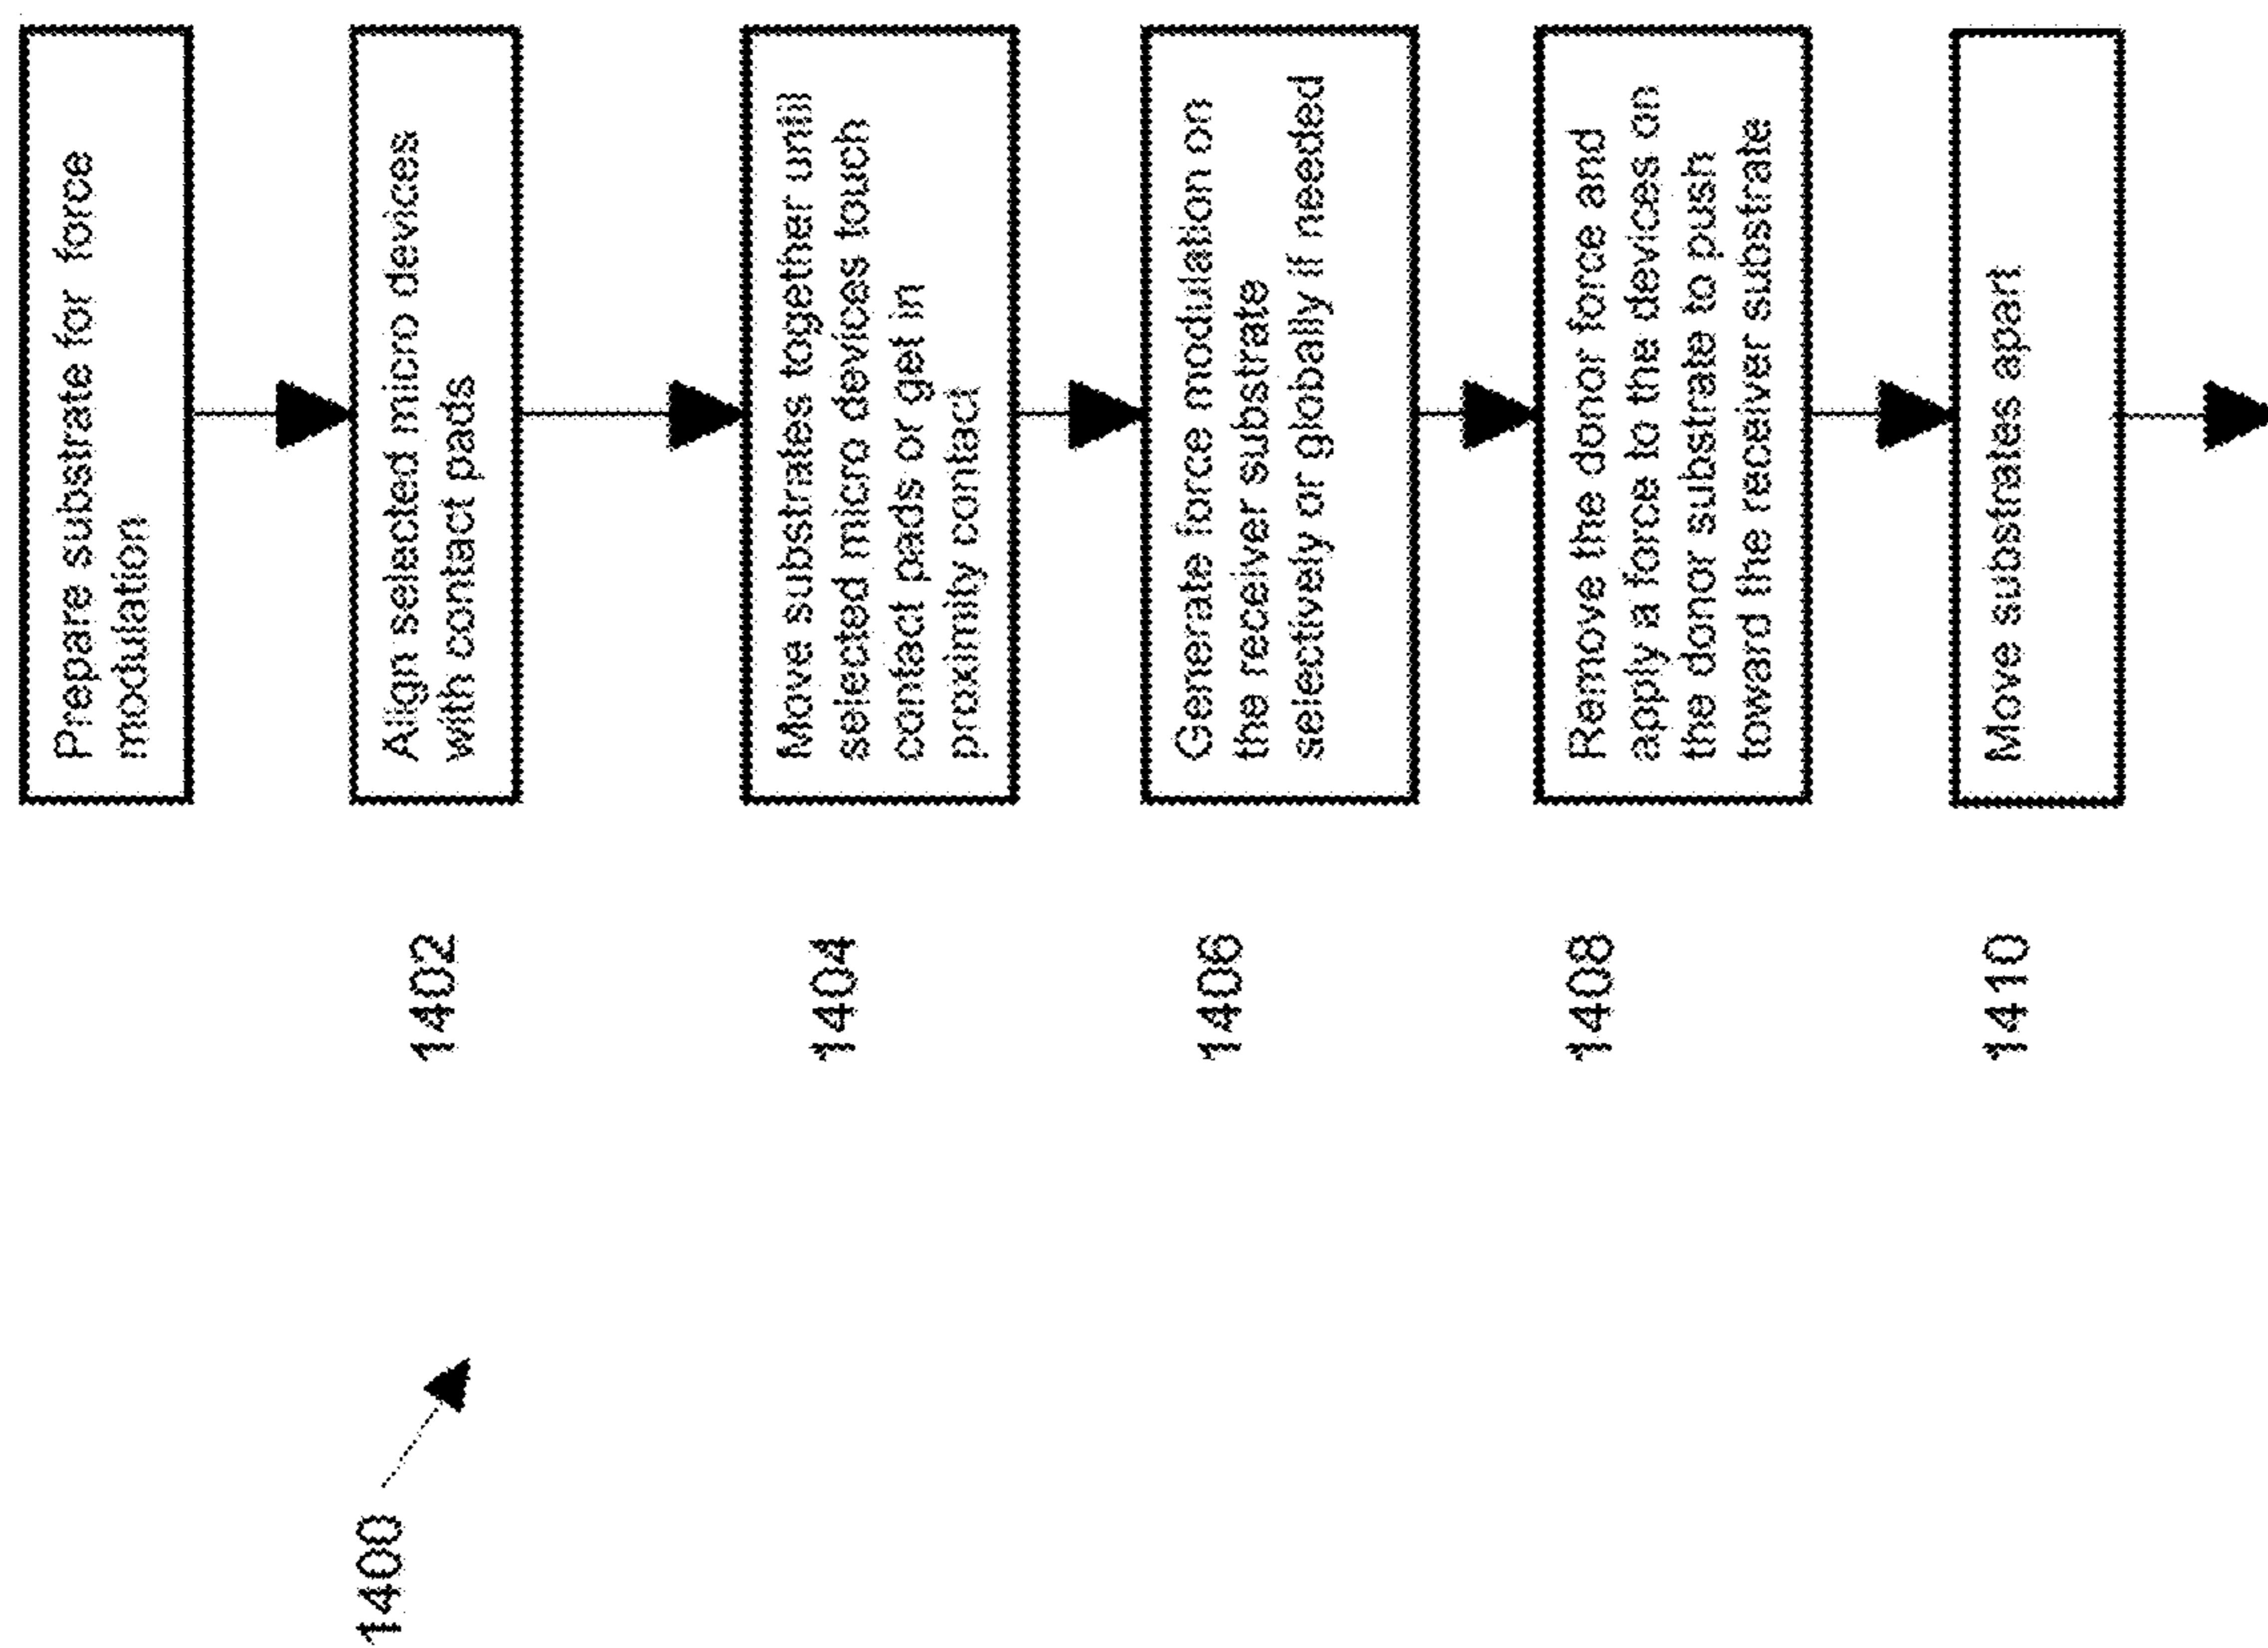 Prepare substrate for force
modulation
1402
Align selected micro devices
with contact pads
1404
Move substrates together untill
selected micro devices touch
contact pads or get in
proximity contact
1406
Generate force modulation on
the receiver substrate
selectively or globally if needed
1408
Remove the donor force and
apply a force to the devices on
the donor substrate to push
toward the receiver substrate
1410
Move substrates apart
1400